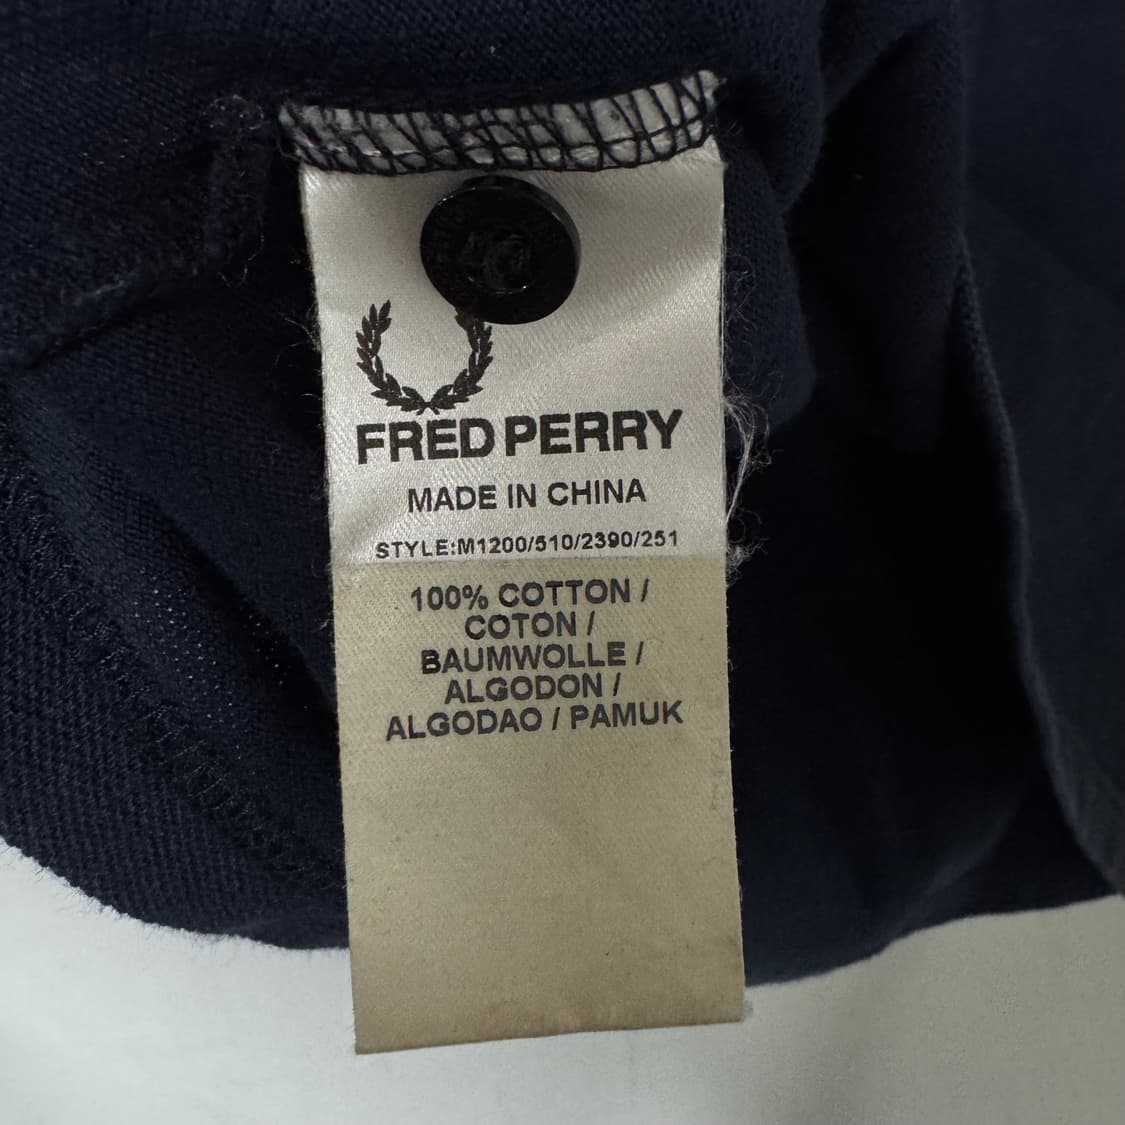 FRED PERRY
MADE IN CHINA
STYLE:M1200/510/2390/251
100% COTTON /
COTON /
BAUMWOLLE /
ALGODON /
ALGODAO / PAMUK